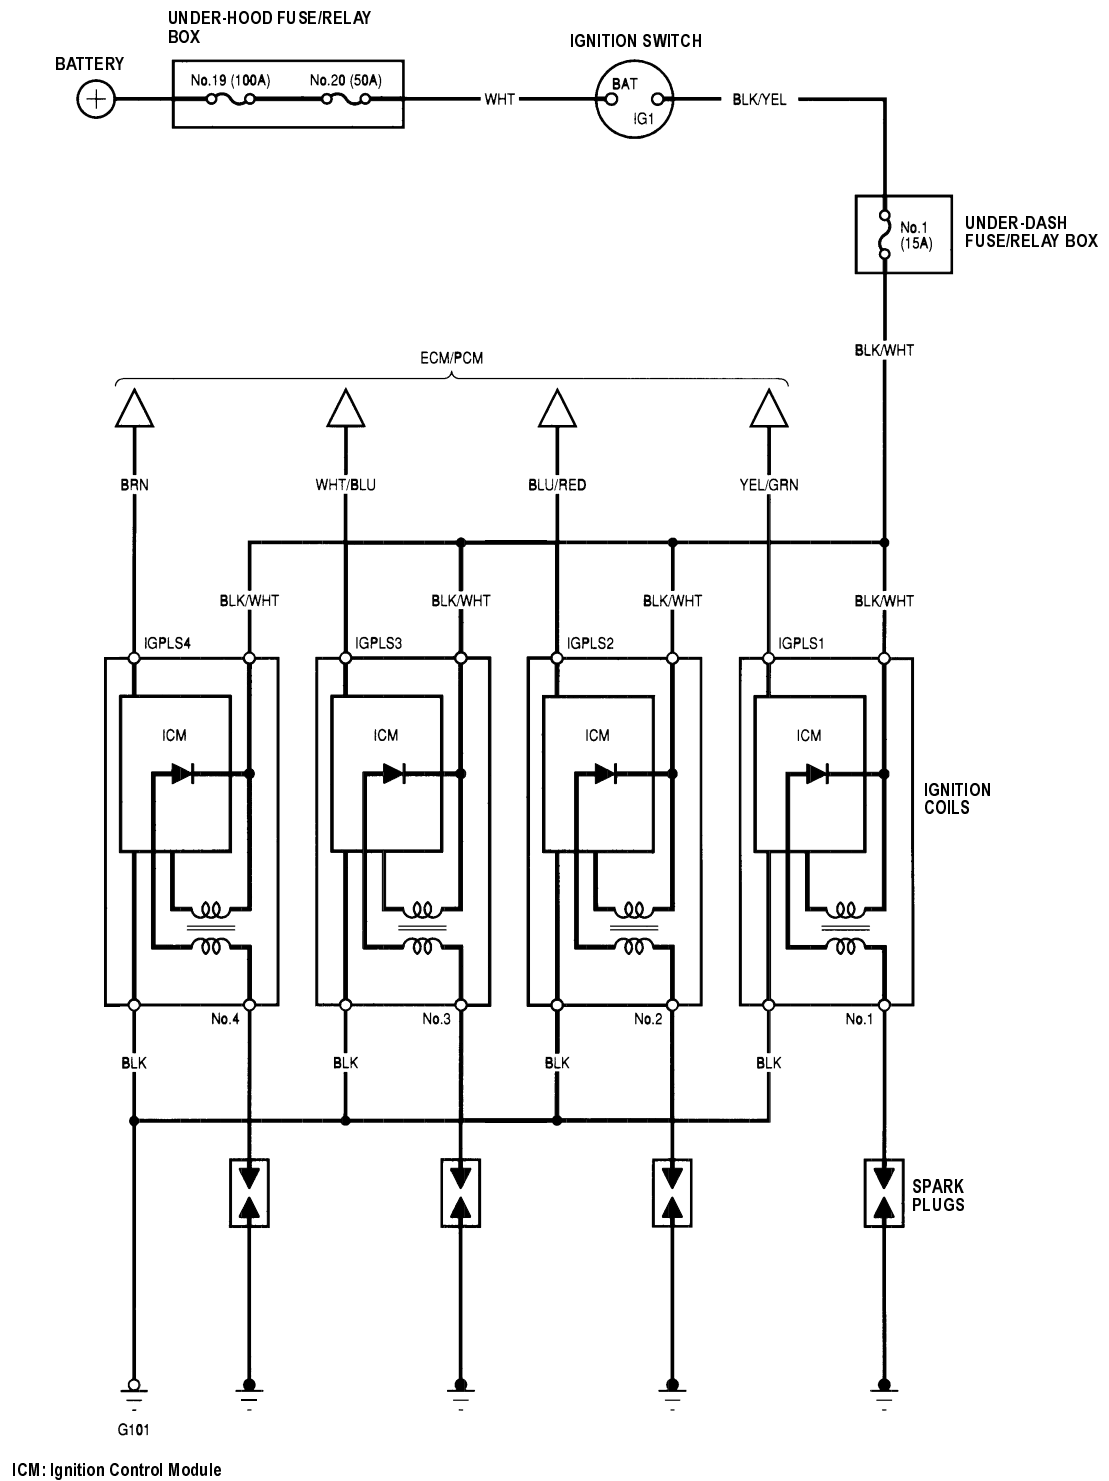 UNDER-HOOD FUSE/RELAY
BOX
IGNITION SWITCH
BATTERY
No.19 (100A)
No.20 (50A)
WHT
BAT
IG1
BLK/YEL
No.1
(15A)
UNDER-DASH
FUSE/RELAY BOX
BLK/WHT
ECM/PCM
BRN
WHT/BLU
BLU/RED
YEL/GRN
BLK/WHT
BLK/WHT
BLK/WHT
BLK/WHT
IGPLS4
IGPLS3
IGPLS2
IGPLS1
ICM
ICM
ICM
ICM
IGNITION
COILS
No.4
No.3
No.2
No.1
BLK
BLK
BLK
BLK
SPARK
PLUGS
G101
ICM: Ignition Control Module